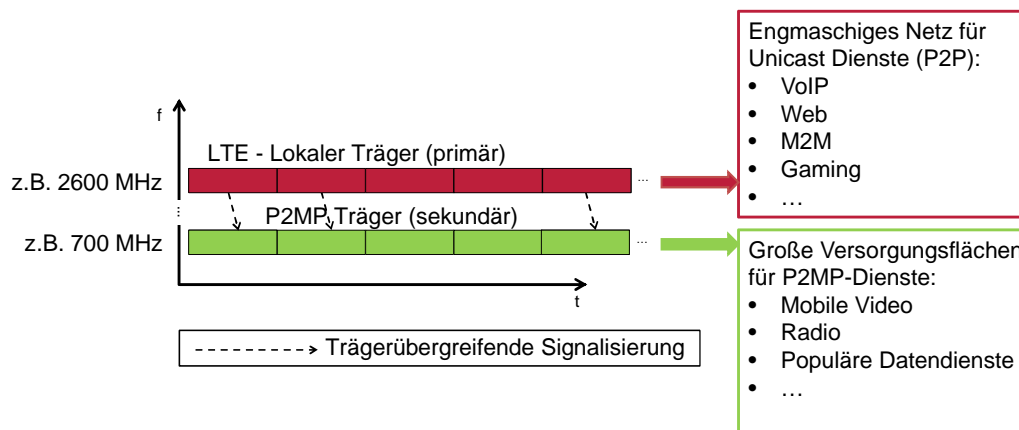 f
LTE - Lokaler Träger (primär)
z.B. 2600 MHz
...
P2MP Träger (sekundär)
...
z.B. 700 MHz
...
t
Trägerübergreifende Signalisierung
Engmaschiges Netz für
Unicast Dienste (P2P):
• VoIP
• Web
• M2M
• Gaming
• …
Große Versorgungsflächen
für P2MP-Dienste:
• Mobile Video
• Radio
• Populäre Datendienste
• …